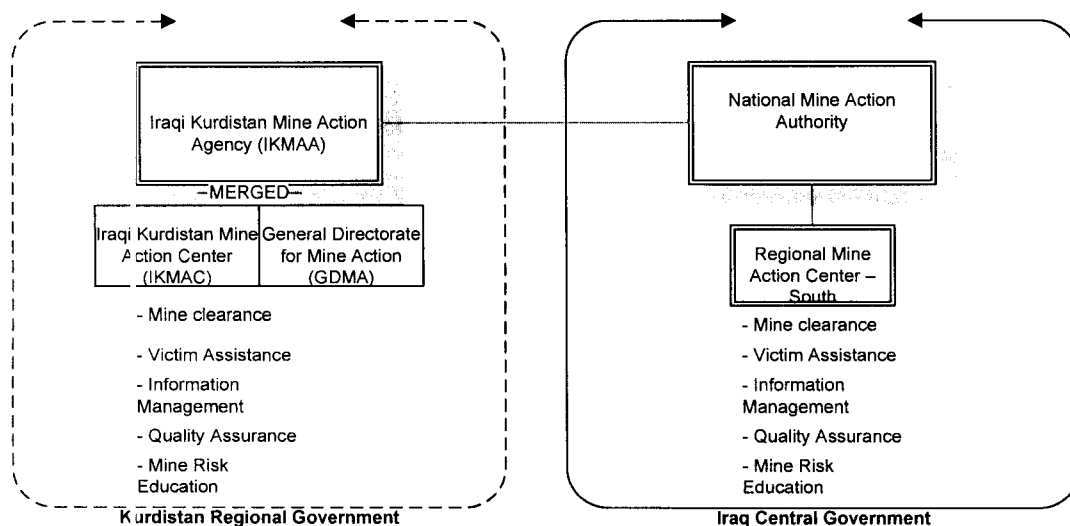 Iraqi Kurdistan Mine Action
Agency (IKMAA)
–MERGED–
Iraqi Kurdistan Mine
Action Center
(IKMAC)
General Directorate
for Mine Action
(GDMA)
- Mine clearance
- Victim Assistance
- Information
Management
- Quality Assurance
- Mine Risk
Education
Kurdistan Regional Government
National Mine Action
Authority
Regional Mine
Action Center –
South
- Mine clearance
- Victim Assistance
- Information
Management
- Quality Assurance
- Mine Risk
Education
Iraq Central Government